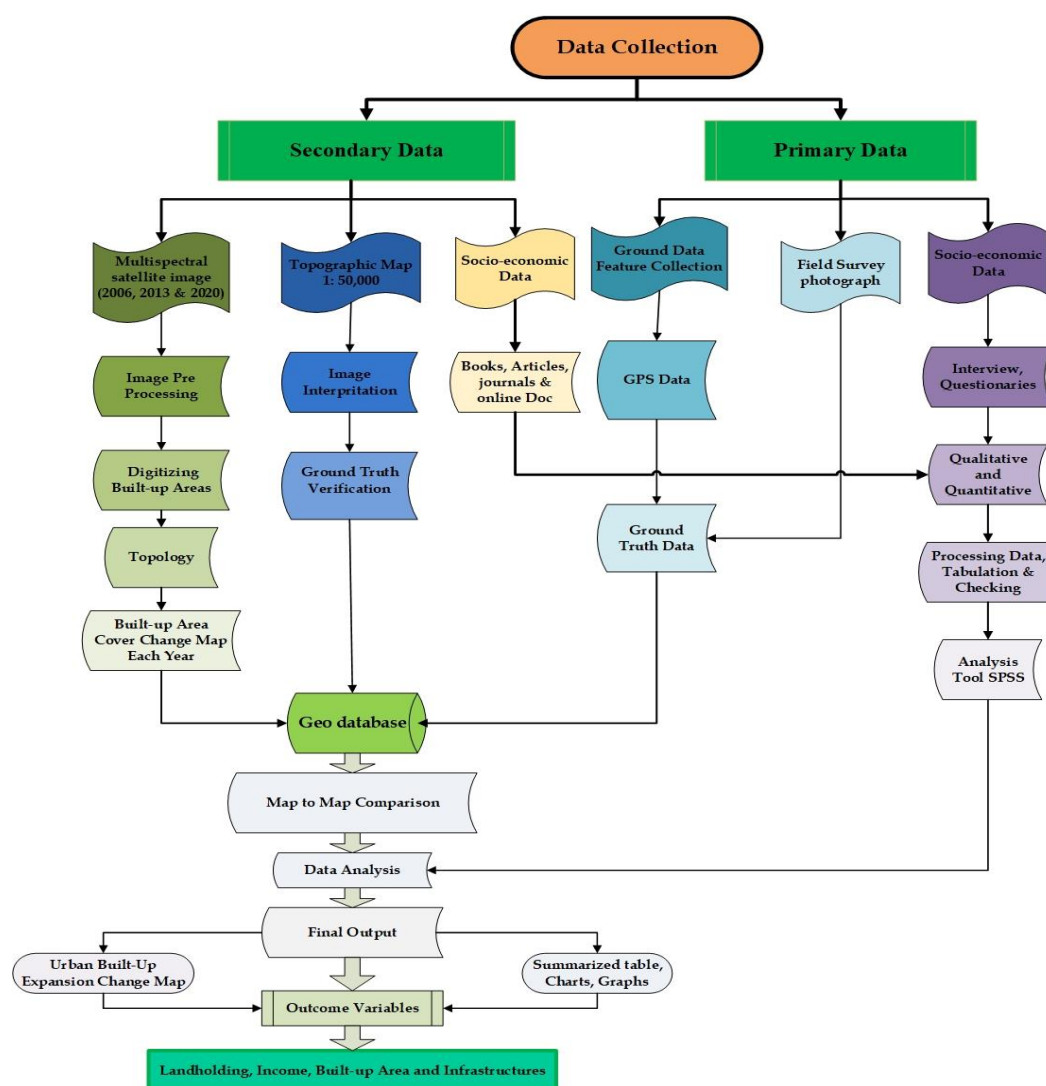 Data Collection
Secondary Data
Primary Data
Multispectral
satellite image
(2006, 2013 & 2020)
Topographic Map
1: 50,000
Socio-economic
Data
Ground Data
Feature Collection
Field Survey
photograph
Socio-economic
Data
Image Pre
Processing
Image
Interpritation
Books, Articles,
journals &
online Doc
GPS Data
Interview,
Questionaries
Digitizing
Built-up Areas
Ground Truth
Verification
Qualitative
and
Quantitative
Topology
Ground
Truth Data
Processing Data,
Tabulation &
Checking
Built-up Area
Cover Change Map
Each Year
Analysis
Tool SPSS
Geo database
Map to Map Comparison
Data Analysis
Final Output
Urban Built-Up
Expansion Change Map
Summarized table,
Charts, Graphs
Outcome Variables
Landholding, Income, Built-up Area and Infrastructures